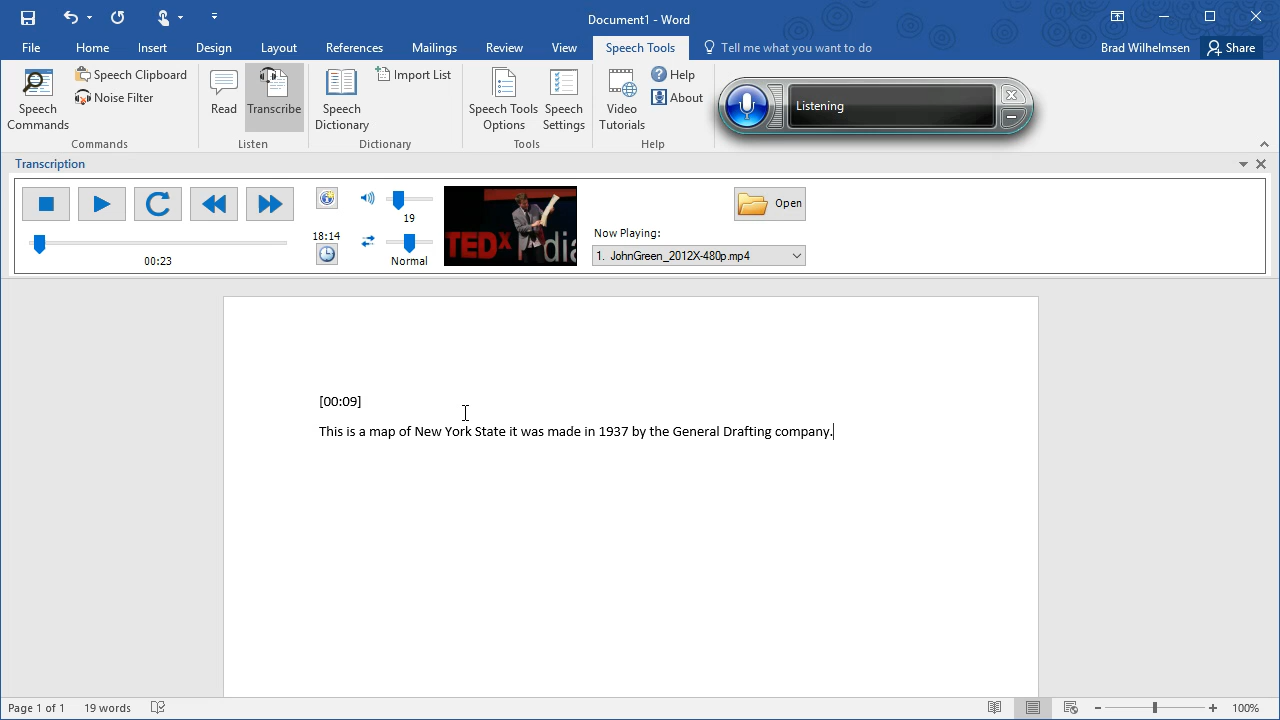 Document1 - Word
File Home Insert Design Layout References Mailings Review View Speech Tools Tell me what you want to do Brad Wilhelmsen Share
Speech Commands
Speech Clipboard
Noise Filter
Commands
Read
Transcribe
Listen
Speech Dictionary
Import List
Dictionary
Speech Tools Options
Speech Settings
Tools
Video Tutorials
Help
About
Help
Listening
Transcription
19
18:14
00:23
Normal
TEDx dia
Open
Now Playing:
1. JohnGreen_2012X-480p.mp4
[00:09]
This is a map of New York State it was made in 1937 by the General Drafting company.
Page 1 of 1 19 words 100%